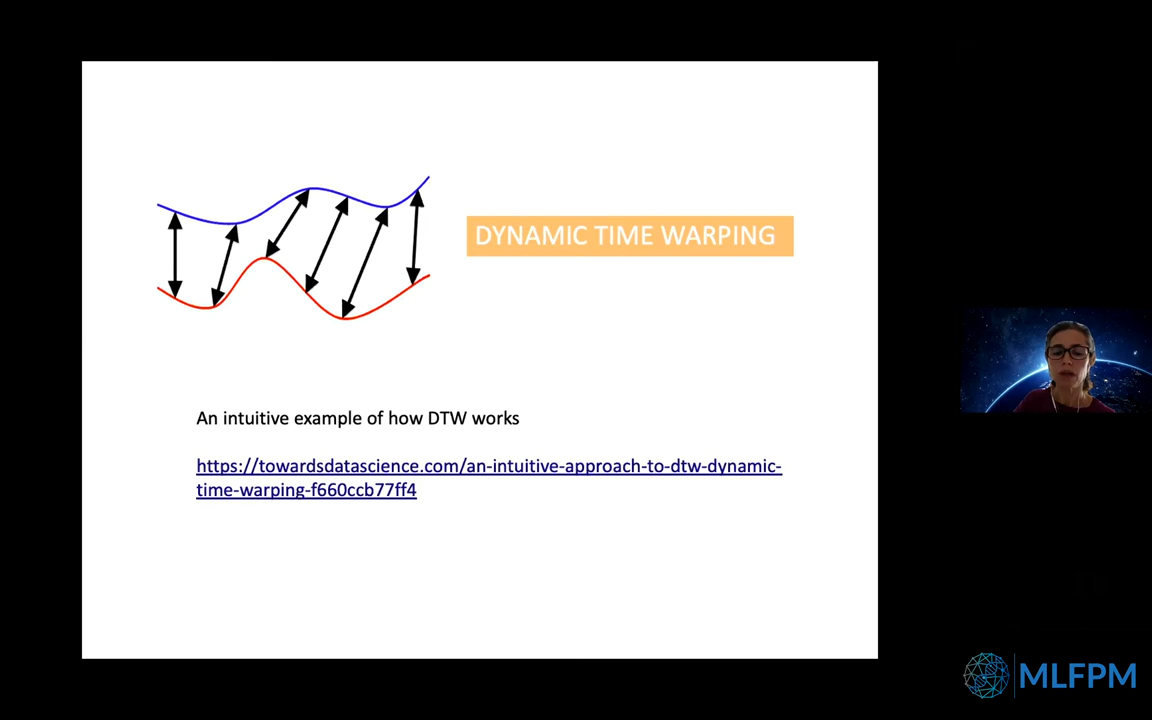 DYNAMIC TIME WARPING
An intuitive example of how DTW works
https://towardsdatascience.com/an-intuitive-approach-to-dtw-dynamic-
time-warping-f660ccb77ff4
MLFPM